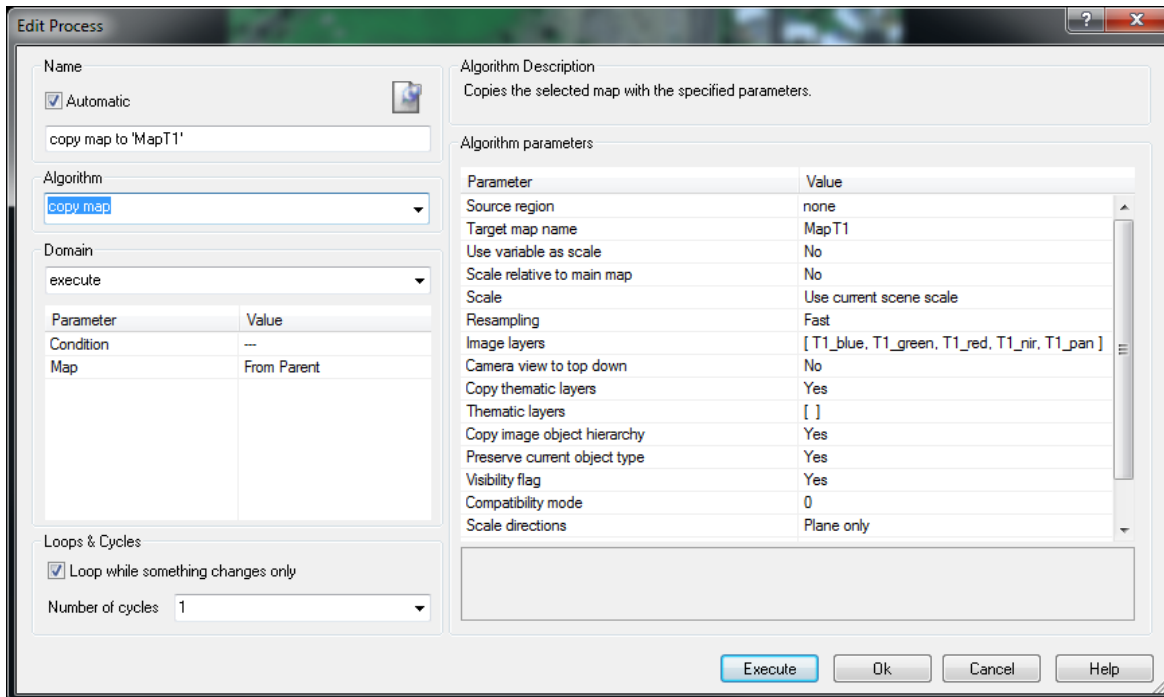 Edit Process
?
X
Name
Automatic
copy map to 'MapT1'
Algorithm
copy map
Domain
execute
Parameter Value
Condition ---
Map From Parent
Loops & Cycles
Loop while something changes only
Number of cycles 1
Algorithm Description
Copies the selected map with the specified parameters.
Algorithm parameters
Parameter Value
Source region none
Target map name MapT1
Use variable as scale No
Scale relative to main map No
Scale Use current scene scale
Resampling Fast
Image layers [ T1_blue, T1_green, T1_red, T1_nir, T1_pan ]
Camera view to top down No
Copy thematic layers Yes
Thematic layers [ ]
Copy image object hierarchy Yes
Preserve current object type Yes
Visibility flag Yes
Compatibility mode 0
Scale directions Plane only
Execute Ok Cancel Help